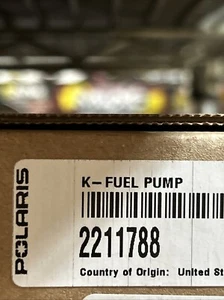 POLARIS
K-FUEL PUMP
2211788
Country of Origin: United St